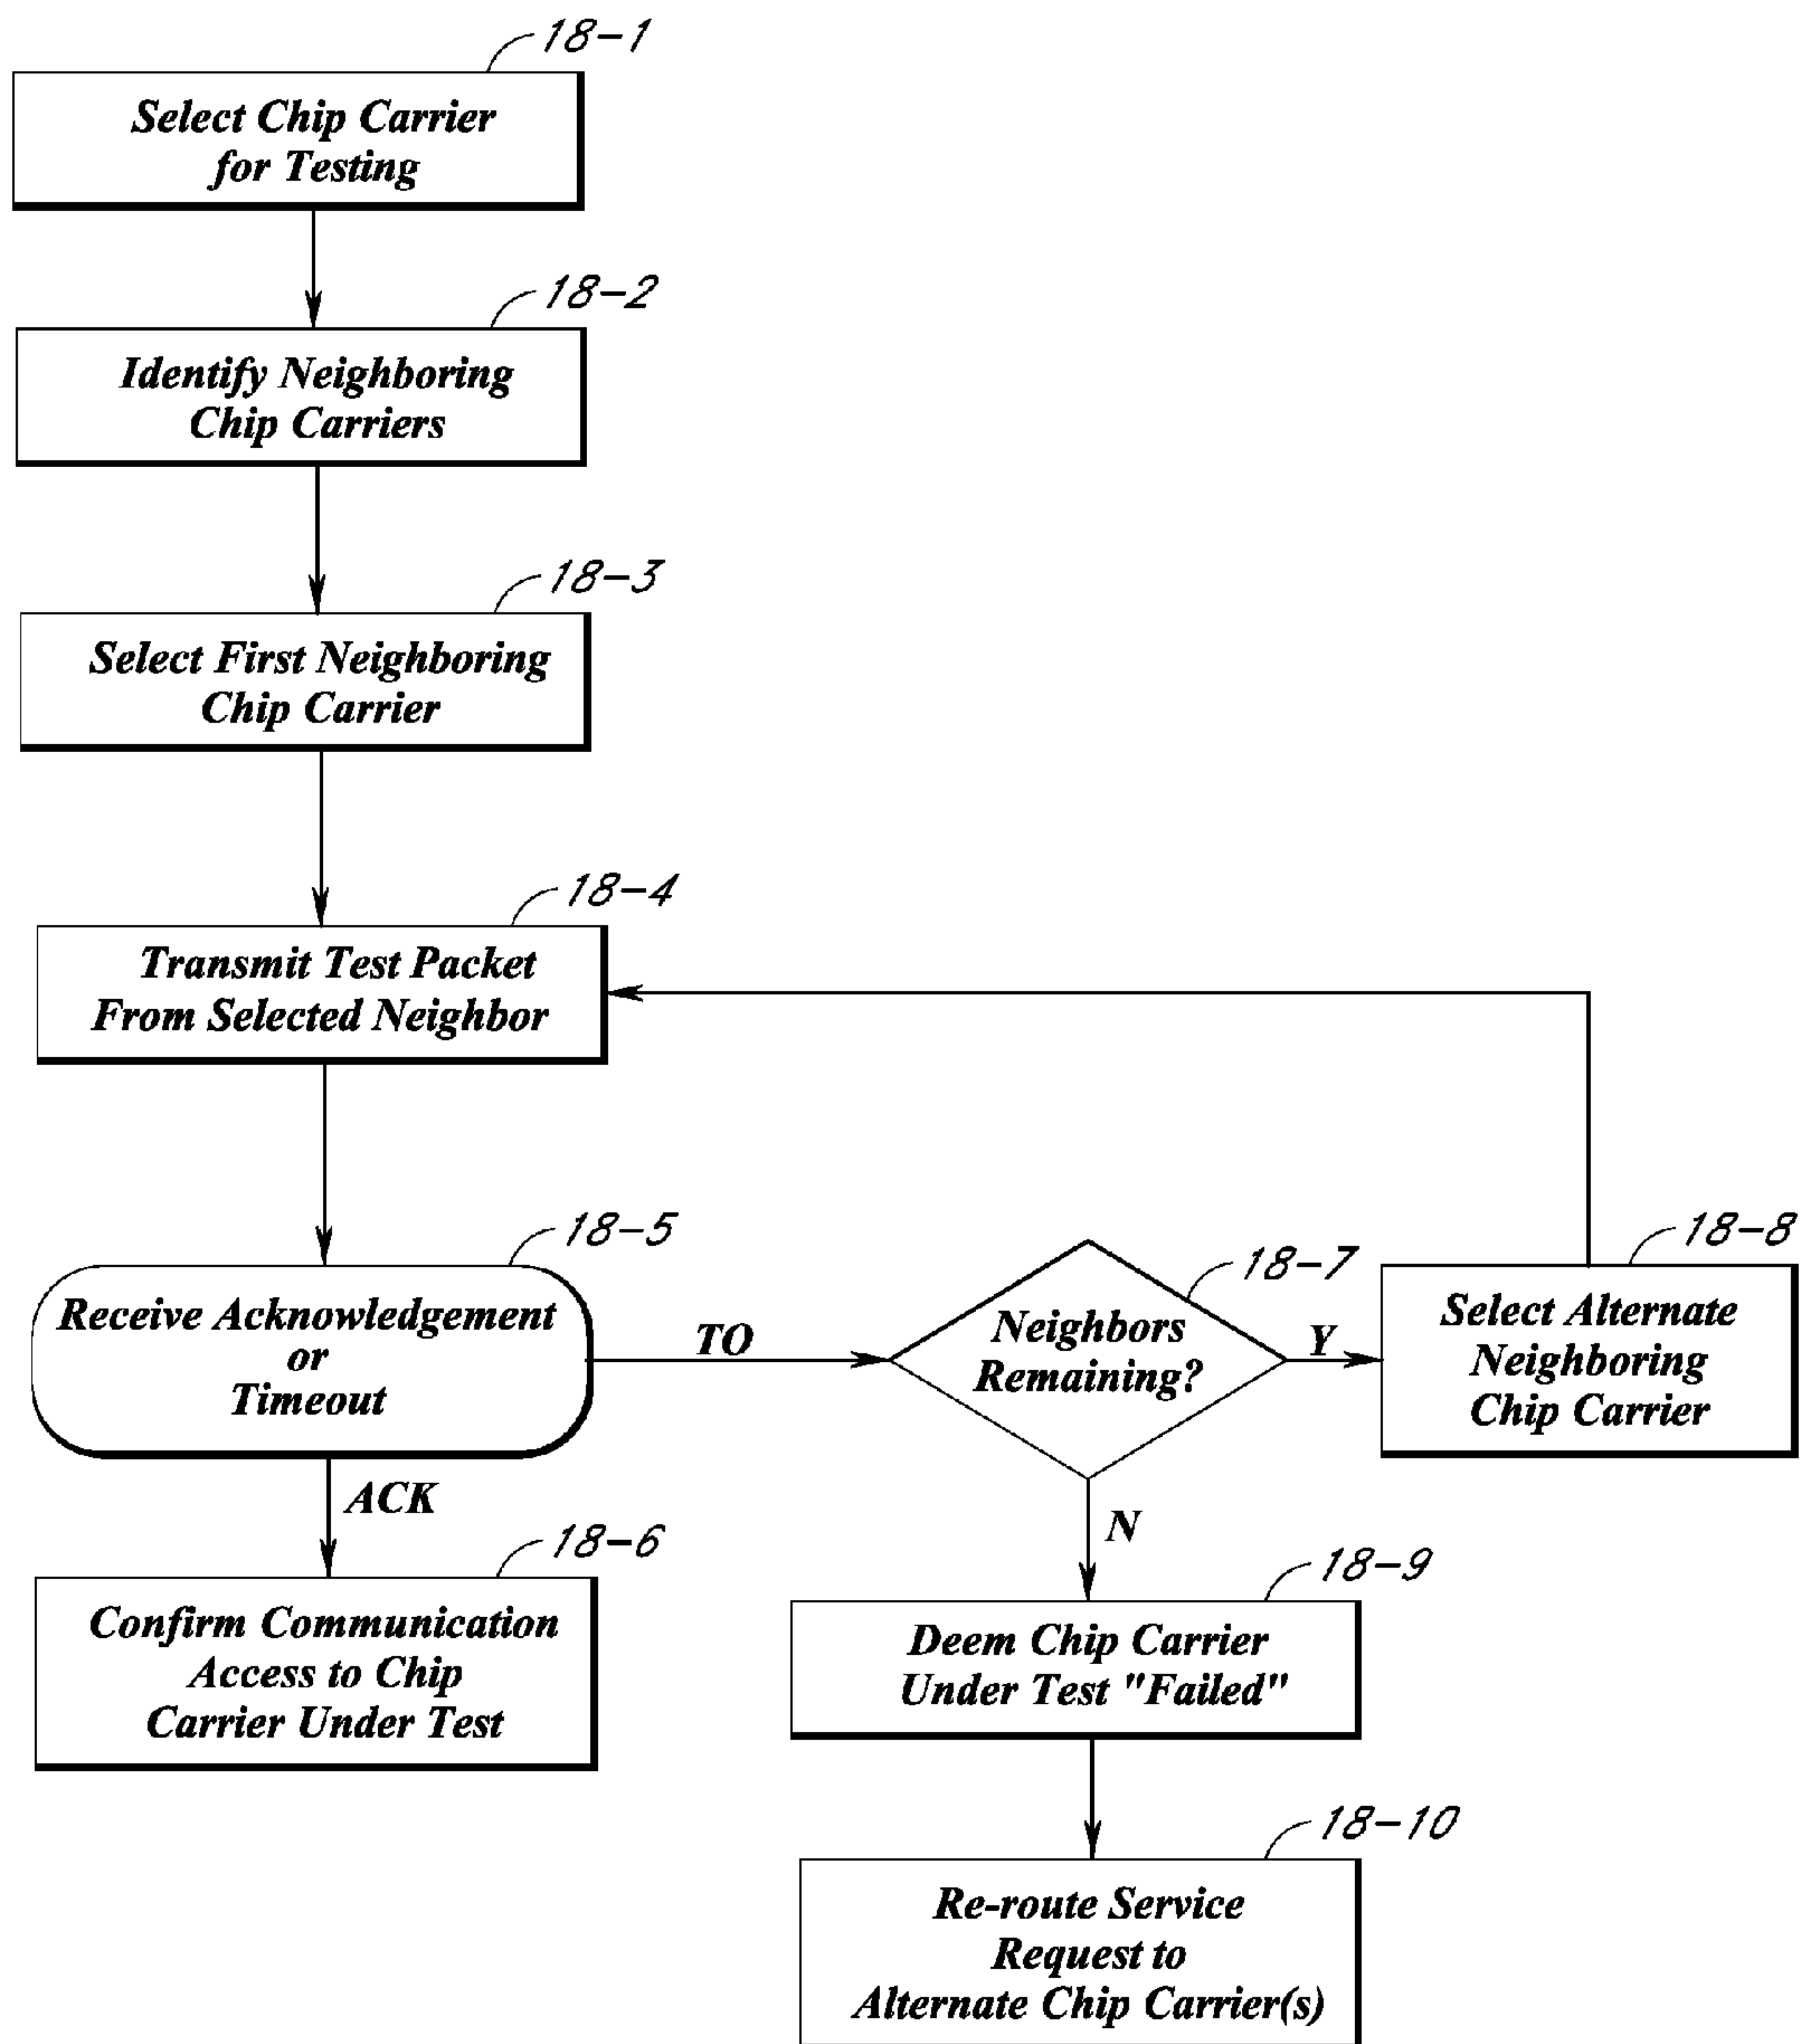 18-1
Select Chip Carrier
for Testing
18-2
Identify Neighboring
Chip Carriers
18-3
Select First Neighboring
Chip Carrier
18-4
Transmit Test Packet
From Selected Neighbor
18-5
Receive Acknowledgement
or
Timeout
TO
18-7
Neighbors
Remaining?
Y
18-8
Select Alternate
Neighboring
Chip Carrier
ACK
18-6
Confirm Communication
Access to Chip
Carrier Under Test
N
18-9
Deem Chip Carrier
Under Test "Failed"
18-10
Re-route Service
Request to
Alternate Chip Carrier(s)